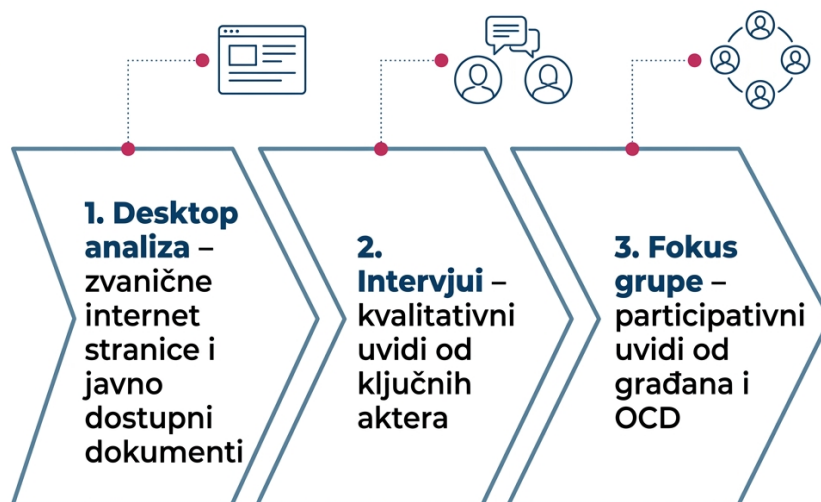 1. Desktop
analiza –
zvanične
internet
stranice i
javno
dostupni
dokumenti
2.
Intervjui –
kvalitativni
uvidi od
ključnih
aktera
3. Fokus
grupe –
participativni
uvidi od
građana i
OCD